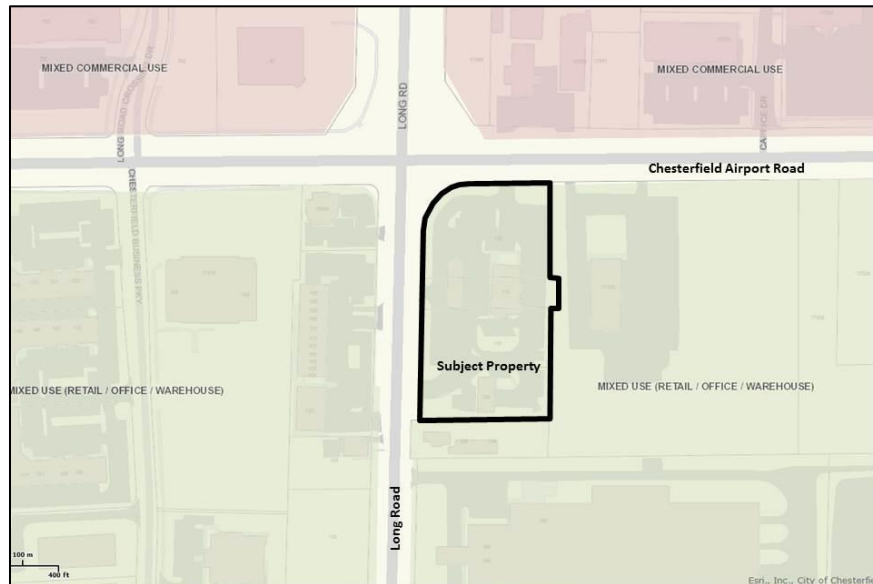 MIXED COMMERCIAL USE
MIXED COMMERCIAL USE
LONG RD
Chesterfield Airport Road
Subject Property
MIXED USE (RETAIL / OFFICE / WAREHOUSE)
MIXED USE (RETAIL / OFFICE / WAREHOUSE)
Long Road
100 m
400 ft
Esri., Inc., City of Chesterfie